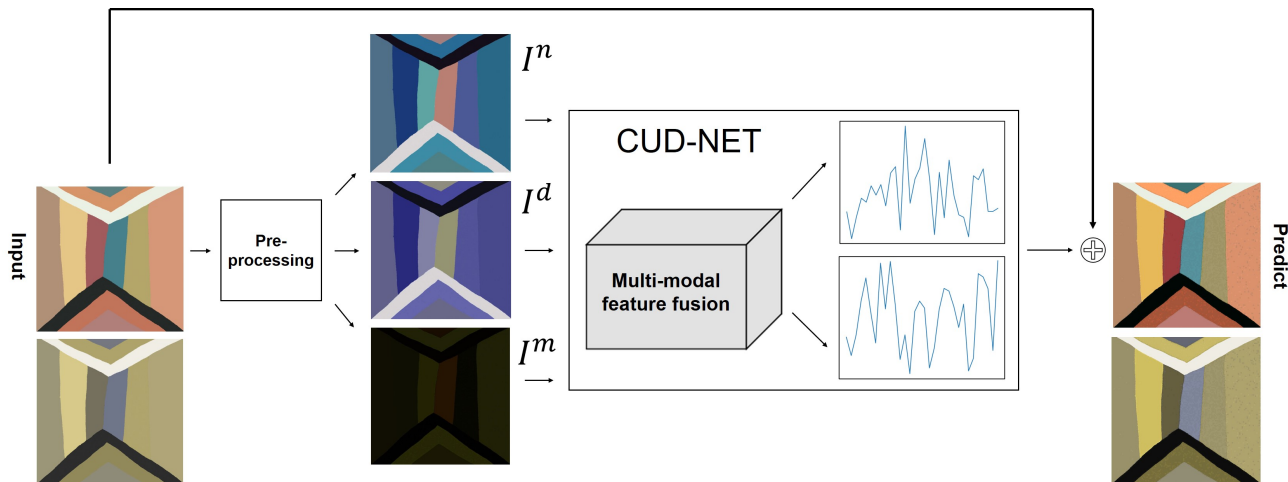 Input
Pre-
processing
I^n
I^d
I^m
CUD-NET
Multi-modal
feature fusion
Predict